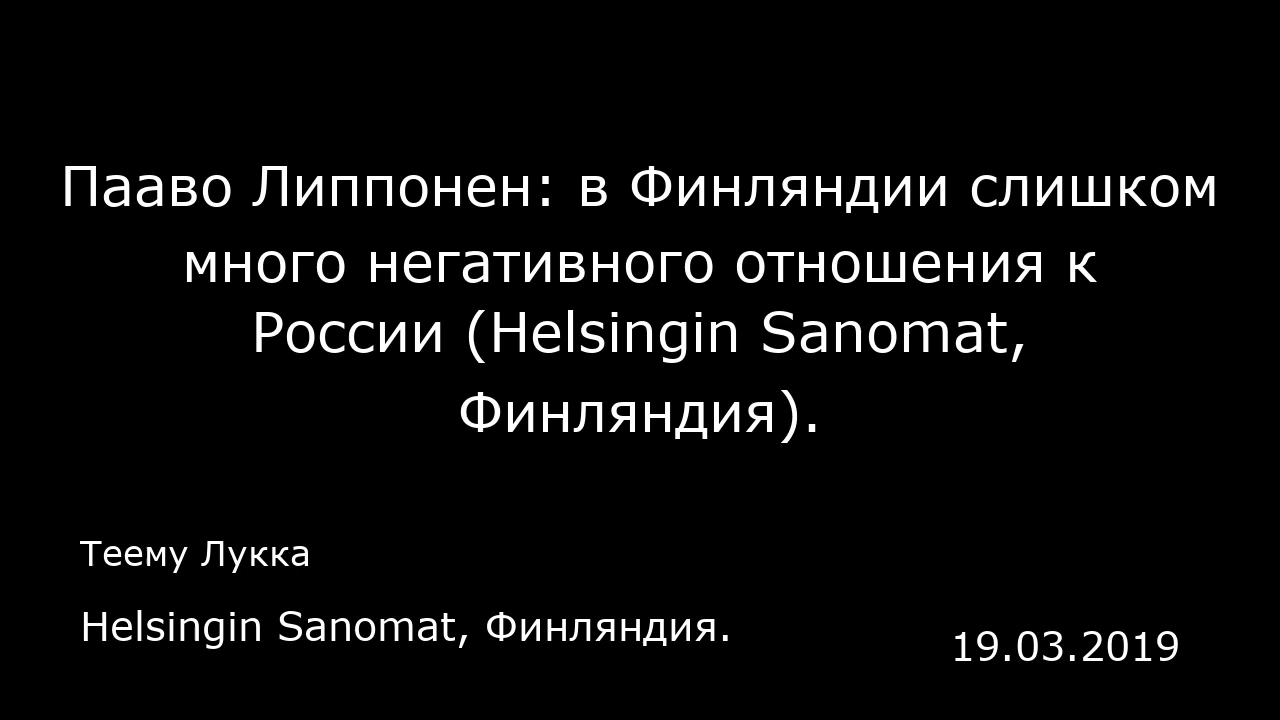 Пааво Липпонен: в Финляндии слишком
много негативного отношения к
России (Helsingin Sanomat,
Финляндия).
Теему Лукка
Helsingin Sanomat, Финляндия.
19.03.2019